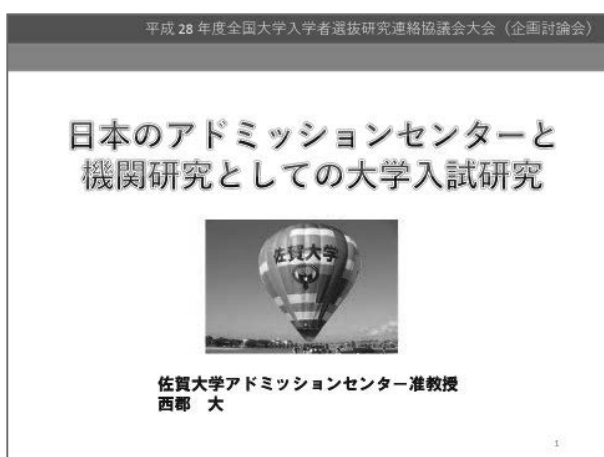 平成 28 年度全国大学入学者選抜研究連絡協議会大会（企画討論会）
日本のアドミッションセンターと
機関研究としての大学入試研究
佐賀大学
佐賀大学アドミッションセンター准教授
西郡　大
1